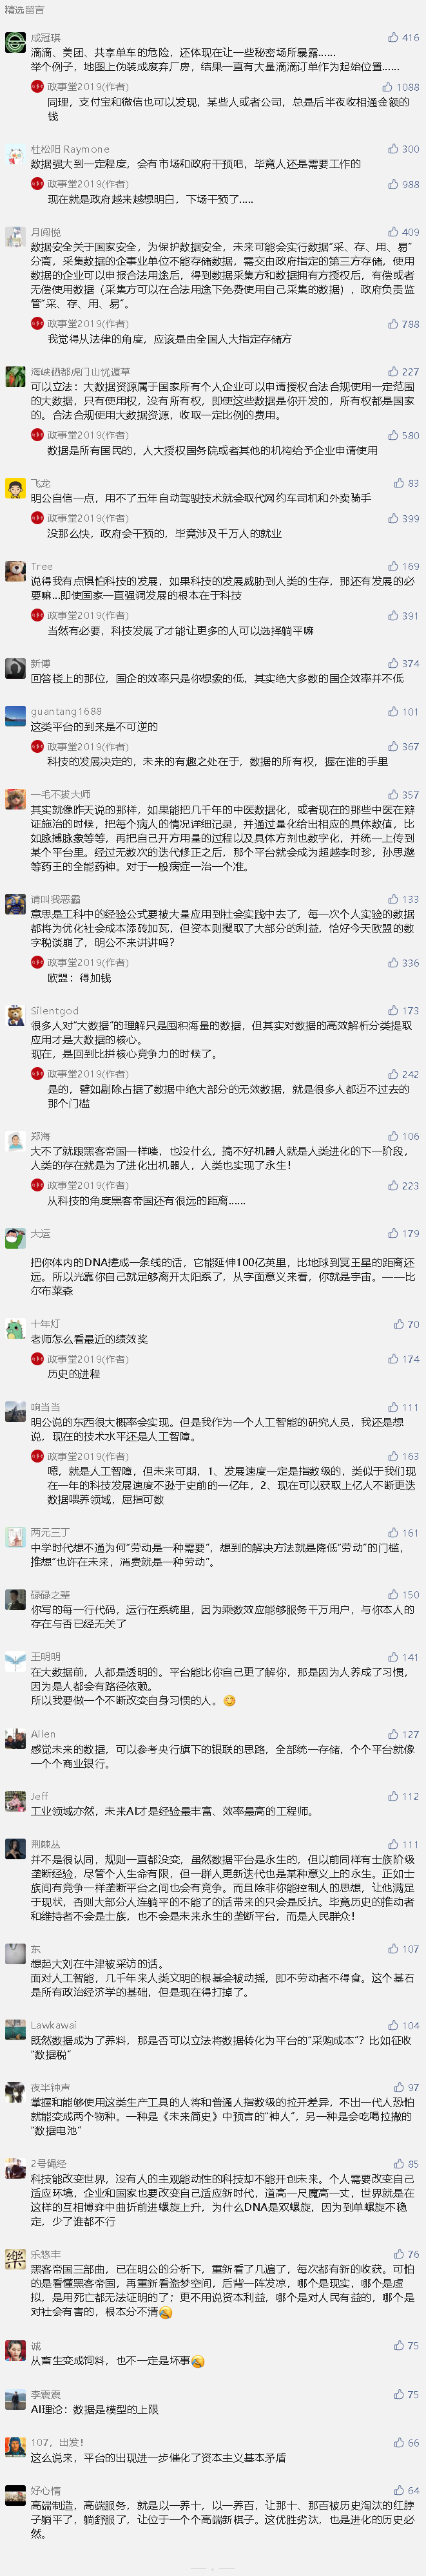 精选留言
成冠琪
416
滴滴、美团、共享单车的危险，还体现在让一些秘密场所暴露……
举个例子，地图上伪装成废弃厂房，结果一直有大量滴滴订单作为起始位置……
政事堂2019(作者)
1088
同理，支付宝和微信也可以发现，某些人或者公司，总是后半夜收相通金额的
钱
杜松阳 Raymone
300
数据强大到一定程度，会有市场和政府干预吧，毕竟人还是需要工作的
政事堂2019(作者)
988
现在就是政府越来越想明白，下场干预了.....
月阅悦
409
数据安全关于国家安全，为保护数据安全，未来可能会实行数据“采、存、用、易”
分离，采集数据的企事业单位不能存储数据，需交由政府指定的第三方存储，使用
数据的企业可以申报合法用途后，得到数据采集方和数据拥有方授权后，有偿或者
无偿使用数据（采集方可以在合法用途下免费使用自己采集的数据），政府负责监
管“采、存、用、易”。
政事堂2019(作者)
788
我觉得从法律的角度，应该是由全国人大指定存储方
海峡硒都虎门山忧遁草
227
可以立法：大数据资源属于国家所有个人企业可以申请授权合法合规使用一定范围
的大数据，只有使用权，没有所有权，即使这些数据是你开发的，所有权都是国家
的。合法合规使用大数据资源，收取一定比例的费用。
政事堂2019(作者)
580
数据是所有国民的，人大授权国务院或者其他的机构给予企业申请使用
飞龙
83
明公自信一点，用不了五年自动驾驶技术就会取代网约车司机和外卖骑手
政事堂2019(作者)
399
没那么快，政府会干预的，毕竟涉及千万人的就业
Tree
169
说得我有点惧怕科技的发展，如果科技的发展威胁到人类的生存，那还有发展的必
要嘛...即使国家一直强调发展的根本在于科技
政事堂2019(作者)
391
当然有必要，科技发展了才能让更多的人可以选择躺平嘛
新博
374
回答楼上的那位，国企的效率只是你想象的低，其实绝大多数的国企效率并不低
guantang1688
101
这类平台的到来是不可逆的
政事堂2019(作者)
367
科技的发展决定的，未来的有趣之处在于，数据的所有权，握在谁的手里
一毛不拔大师
357
其实就像昨天说的那样，如果能把几千年的中医数据化，或者现在的那些中医在辩
证施治的时候，把每个病人的情况详细记录，并通过量化给出相应的具体数值，比
如脉搏脉象等等，再把自己开方用量的过程以及具体方剂也数字化，并统一上传到
某个平台里。经过无数次的迭代修正之后，那个平台就会成为超越李时珍，孙思邈
等药王的全能药神。对于一般病症一治一个准。
请叫我恶霸
133
意思是工科中的经验公式要被大量应用到社会实践中去了，每一次个人实验的数据
都将为优化社会成本添砖加瓦，但资本则攫取了大部分的利益，恰好今天欧盟的数
字税谈崩了，明公不来讲讲吗？
政事堂2019(作者)
336
欧盟：得加钱
Silentgod
173
很多人对“大数据”的理解只是囤积海量的数据，但其实对数据的高效解析分类提取
应用才是大数据的核心。
现在，是回到比拼核心竞争力的时候了。
政事堂2019(作者)
242
是的，譬如剔除占据了数据中绝大部分的无效数据，就是很多人都迈不过去的
那个门槛
郑海
106
大不了就跟黑客帝国一样喽，也没什么，搞不好机器人就是人类进化的下一阶段，
人类的存在就是为了进化出机器人，人类也实现了永生！
政事堂2019(作者)
223
从科技的角度黑客帝国还有很远的距离……
大运
179
把你体内的DNA搓成一条线的话，它能延伸100亿英里，比地球到冥王星的距离还
远。所以光靠你自己就足够离开太阳系了，从字面意义来看，你就是宇宙。——比
尔布莱森
十年灯
70
老师怎么看最近的绩效奖
政事堂2019(作者)
174
历史的进程
响当当
111
明公说的东西很大概率会实现。但是我作为一个人工智能的研究人员，我还是想
说，现在的技术水平还是人工智障。
政事堂2019(作者)
163
嗯，就是人工智障，但未来可期，1、发展速度一定是指数级的，类似于我们现
在一年的科技发展速度不逊于史前的一亿年，2、现在可以获取上亿人不断更迭
数据喂养领域，屈指可数
两元三丁
161
中学时代想不通为何“劳动是一种需要”，想到的解决方法就是降低“劳动”的门槛，
推想“也许在未来，消费就是一种劳动”。
碌碌之辈
150
你写的每一行代码，运行在系统里，因为乘数效应能够服务千万用户，与你本人的
存在与否已经无关了
王明明
141
在大数据前，人都是透明的。平台能比你自己更了解你，那是因为人养成了习惯，
因为是人都会有路径依赖。
所以我要做一个不断改变自身习惯的人。
Allen
127
感觉未来的数据，可以参考央行旗下的银联的思路，全部统一存储，个个平台就像
一个个商业银行。
Jeff
112
工业领域亦然，未来AI才是经验最丰富、效率最高的工程师。
荆棘丛
111
并不是很认同，规则一直都没变，虽然数据平台是永生的，但以前同样有士族阶级
垄断经验，尽管个人生命有限，但一群人更新迭代也是某种意义上的永生。正如士
族间有竞争一样垄断平台之间也会有竞争。而且除非你能控制人的思想，让他满足
于现状，否则大部分人连躺平的不能了的话带来的只会是反抗。毕竟历史的推动者
和维持者不会是士族，也不会是未来永生的垄断平台，而是人民群众！
东
107
想起大刘在牛津被采访的话。
面对人工智能，几千年来人类文明的根基会被动摇，即不劳动者不得食。这个基石
是所有政治经济学的基础，但是现在得打掉了。
Lawkawai
104
既然数据成为了养料，那是否可以立法将数据转化为平台的“采购成本”？比如征收
“数据税”
夜半钟声
97
掌握和能够使用这类生产工具的人将和普通人指数级的拉开差异，不出一代人恐怕
就能变成两个物种。一种是《未来简史》中预言的“神人”，另一种是会吃喝拉撒的
“数据电池”
2号绳经
85
科技能改变世界，没有人的主观能动性的科技却不能开创未来。个人需要改变自己
适应环境，企业和国家也要改变自己适应新时代，道高一尺魔高一丈，世界就是在
这样的互相博弈中曲折前进螺旋上升，为什么DNA是双螺旋，因为到单螺旋不稳
定，少了谁都不行
乐悠丰
76
黑客帝国三部曲，已在明公的分析下，重新看了几遍了，每次都有新的收获。可怕
的是看懂黑客帝国，再重新看盗梦空间，后背一阵发凉，哪个是现实，哪个是虚
拟，是用死亡都无法证明的了；更不用说资本利益，哪个是对人民有益的，哪个是
对社会有害的，根本分不清
诚
75
从畜生变成饲料，也不一定是坏事
李震震
75
AI理论：数据是模型的上限
107，出发！
66
这么说来，平台的出现进一步催化了资本主义基本矛盾
好心情
64
高端制造，高端服务，就是以一养十，以一养百，让那十、那百被历史淘汰的红脖
子躺平了，躺舒服了，让位于一个个高端新棋子。这优胜劣汰，也是进化的历史必
然。